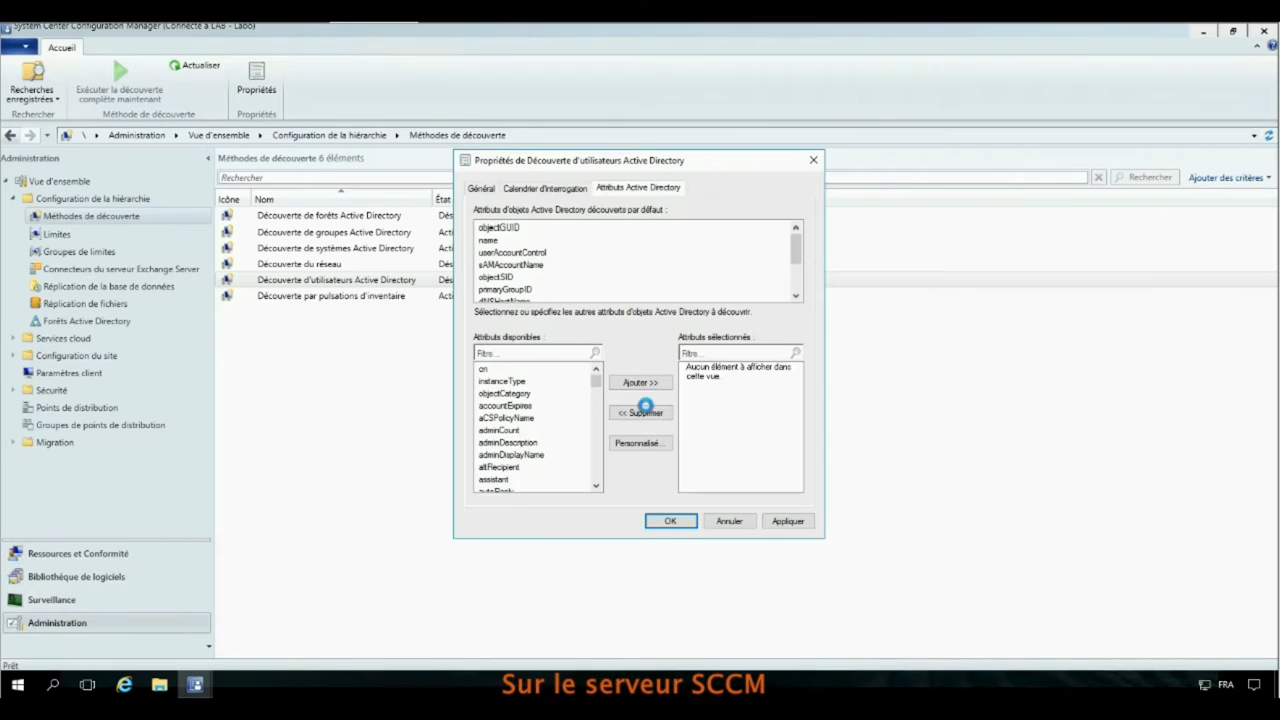 System Center Configuration Manager (Connecté à LAB - Labo)
Accueil
Recherches enregistrées
Exécuter la découverte complète maintenant
Actualiser
Propriétés
Rechercher
Méthode de découverte
Propriétés
\ Administration Vue d'ensemble Configuration de la hiérarchie Méthodes de découverte
Administration
Vue d'ensemble
Configuration de la hiérarchie
Méthodes de découverte
Limites
Groupes de limites
Connecteurs du serveur Exchange Server
Réplication de la base de données
Réplication de fichiers
Forêts Active Directory
Services cloud
Configuration du site
Paramètres client
Sécurité
Points de distribution
Groupes de points de distribution
Migration
Ressources et Conformité
Bibliothèque de logiciels
Surveillance
Administration
Prêt
Méthodes de découverte 6 éléments
Rechercher
Rechercher
Ajouter des critères
Icône Nom État
Découverte de forêts Active Directory Dés
Découverte de groupes Active Directory Dés
Découverte de systèmes Active Directory Dés
Découverte du réseau Dés
Découverte d'utilisateurs Active Directory Dés
Découverte par pulsations d'inventaire Acti
Propriétés de Découverte d'utilisateurs Active Directory
Général Calendrier d'interrogation Attributs Active Directory
Attributs d'objets Active Directory découverts par défaut :
objectGUID
name
userAccountControl
sAMAccountName
objectSID
primaryGroupID
dNSHostName
Sélectionnez ou spécifiez les autres attributs d'objets Active Directory à découvrir.
Attributs disponibles :
Filtre...
cn
instanceType
objectCategory
accountExpires
aCSPolicyName
adminCount
adminDescription
adminDisplayName
altRecipient
assistant
autoReply
Ajouter >>
<< Supprimer
Personnalisé...
Attributs sélectionnés :
Filtre...
Aucun élément à afficher dans
cette vue.
OK Annuler Appliquer
Sur le serveur SCCM
FRA